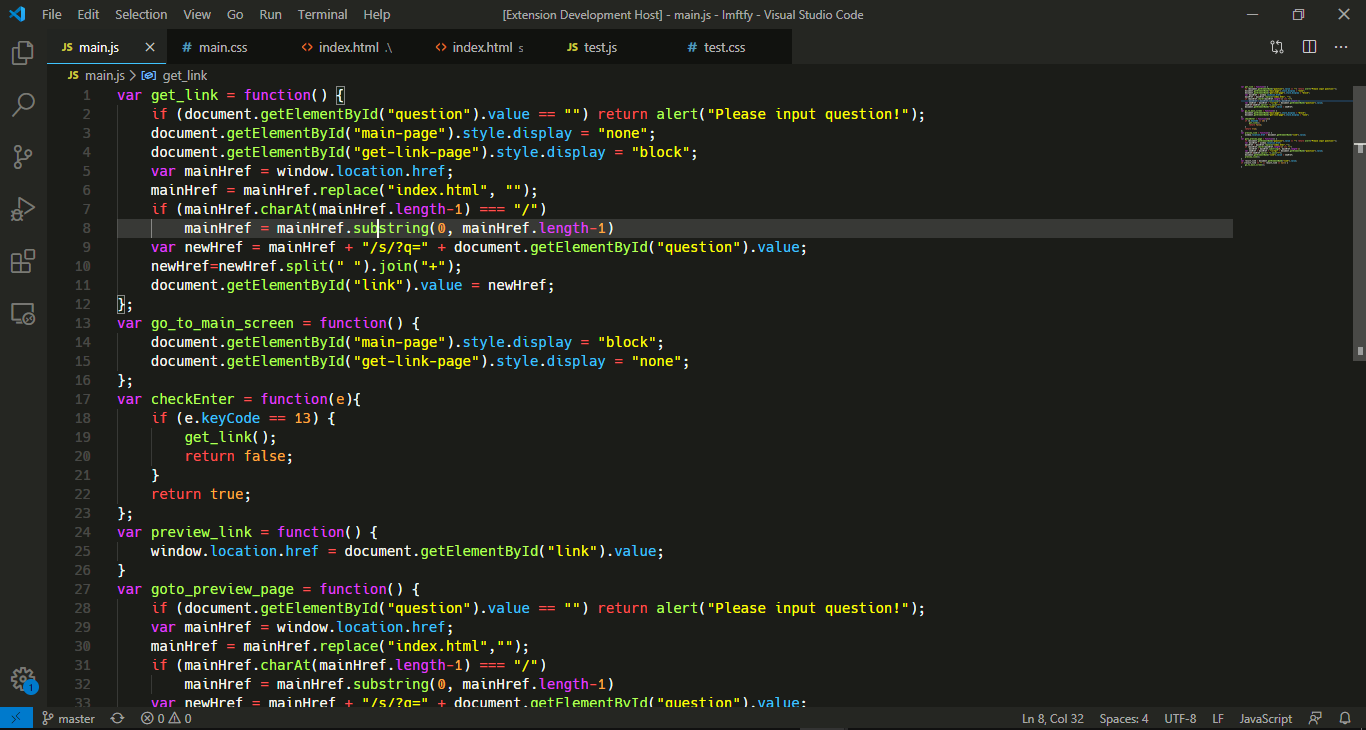 File Edit Selection View Go Run Terminal Help [Extension Development Host] - main.js - lmftfy - Visual Studio Code
JS main.js # main.css <> index.html .\ <> index.html s JS test.js # test.css
JS main.js > get_link
1 var get_link = function() {
2 if (document.getElementById("question").value == "") return alert("Please input question!");
3 document.getElementById("main-page").style.display = "none";
4 document.getElementById("get-link-page").style.display = "block";
5 var mainHref = window.location.href;
6 mainHref = mainHref.replace("index.html", "");
7 if (mainHref.charAt(mainHref.length-1) === "/")
8 mainHref = mainHref.substring(0, mainHref.length-1)
9 var newHref = mainHref + "/s/?q=" + document.getElementById("question").value;
10 newHref=newHref.split(" ").join("+");
11 document.getElementById("link").value = newHref;
12 };
13 var go_to_main_screen = function() {
14 document.getElementById("main-page").style.display = "block";
15 document.getElementById("get-link-page").style.display = "none";
16 };
17 var checkEnter = function(e){
18 if (e.keyCode == 13) {
19 get_link();
20 return false;
21 }
22 return true;
23 };
24 var preview_link = function() {
25 window.location.href = document.getElementById("link").value;
26 }
27 var goto_preview_page = function() {
28 if (document.getElementById("question").value == "") return alert("Please input question!");
29 var mainHref = window.location.href;
30 mainHref = mainHref.replace("index.html","");
31 if (mainHref.charAt(mainHref.length-1) === "/")
32 mainHref = mainHref.substring(0, mainHref.length-1)
33 var newHref = mainHref + "/s/?q=" + document.getElementById("question").value;
1
master 0 0 Ln 8, Col 32 Spaces: 4 UTF-8 LF JavaScript